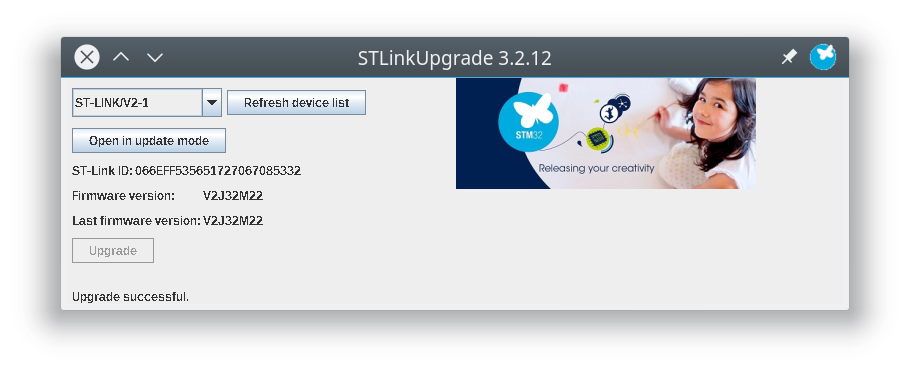 STLinkUpgrade 3.2.12
ST-LINK/V2-1
Refresh device list
Open in update mode
ST-Link ID: 066EFF535651727067085332
Firmware version: V2J32M22
Last firmware version: V2J32M22
Upgrade
Upgrade successful.
STM32
Releasing your creativity